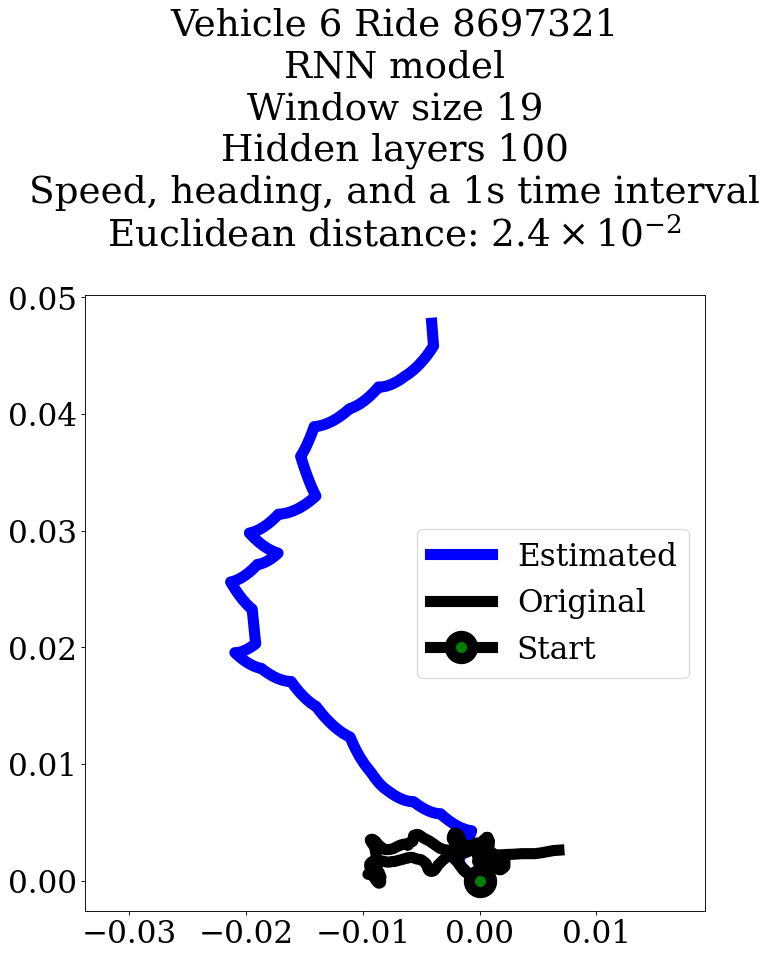 Vehicle 6 Ride 8697321
RNN model
Window size 19
Hidden layers 100
Speed, heading, and a 1s time interval
Euclidean distance: 2.4 × 10⁻²
0.05
0.04
0.03
0.02
0.01
0.00
Estimated
Original
Start
−0.03 −0.02 −0.01 0.00 0.01